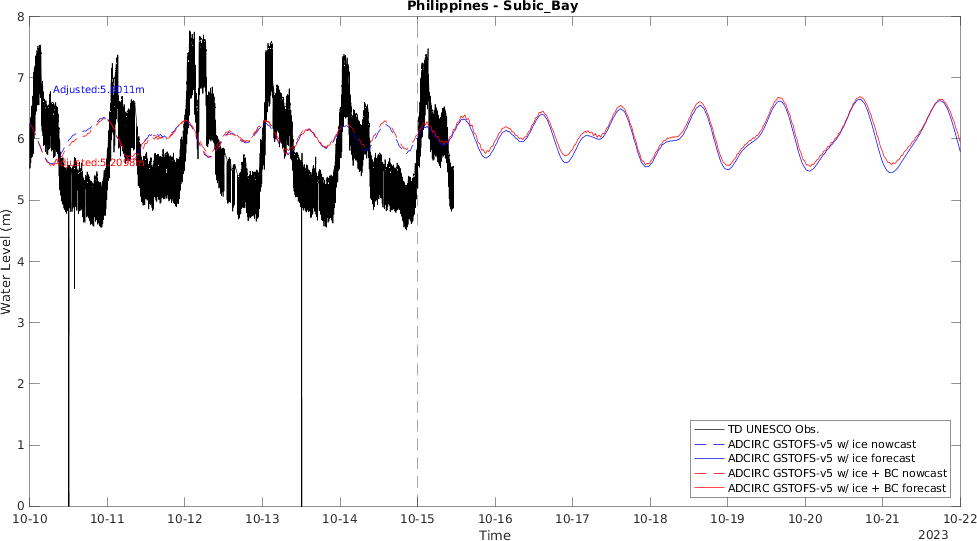 Philippines - Subic_Bay
8
7
6
5
4
3
2
1
0
Water Level (m)
Adjusted:5.
011m
Adjusted:5.
TD UNESCO Obs.
ADCIRC GSTOFS-v5 w/ ice nowcast
ADCIRC GSTOFS-v5 w/ ice forecast
ADCIRC GSTOFS-v5 w/ ice + BC nowcast
ADCIRC GSTOFS-v5 w/ ice + BC forecast
10-10 10-11 10-12 10-13 10-14 10-15 10-16 10-17 10-18 10-19 10-20 10-21 10-22
Time
2023